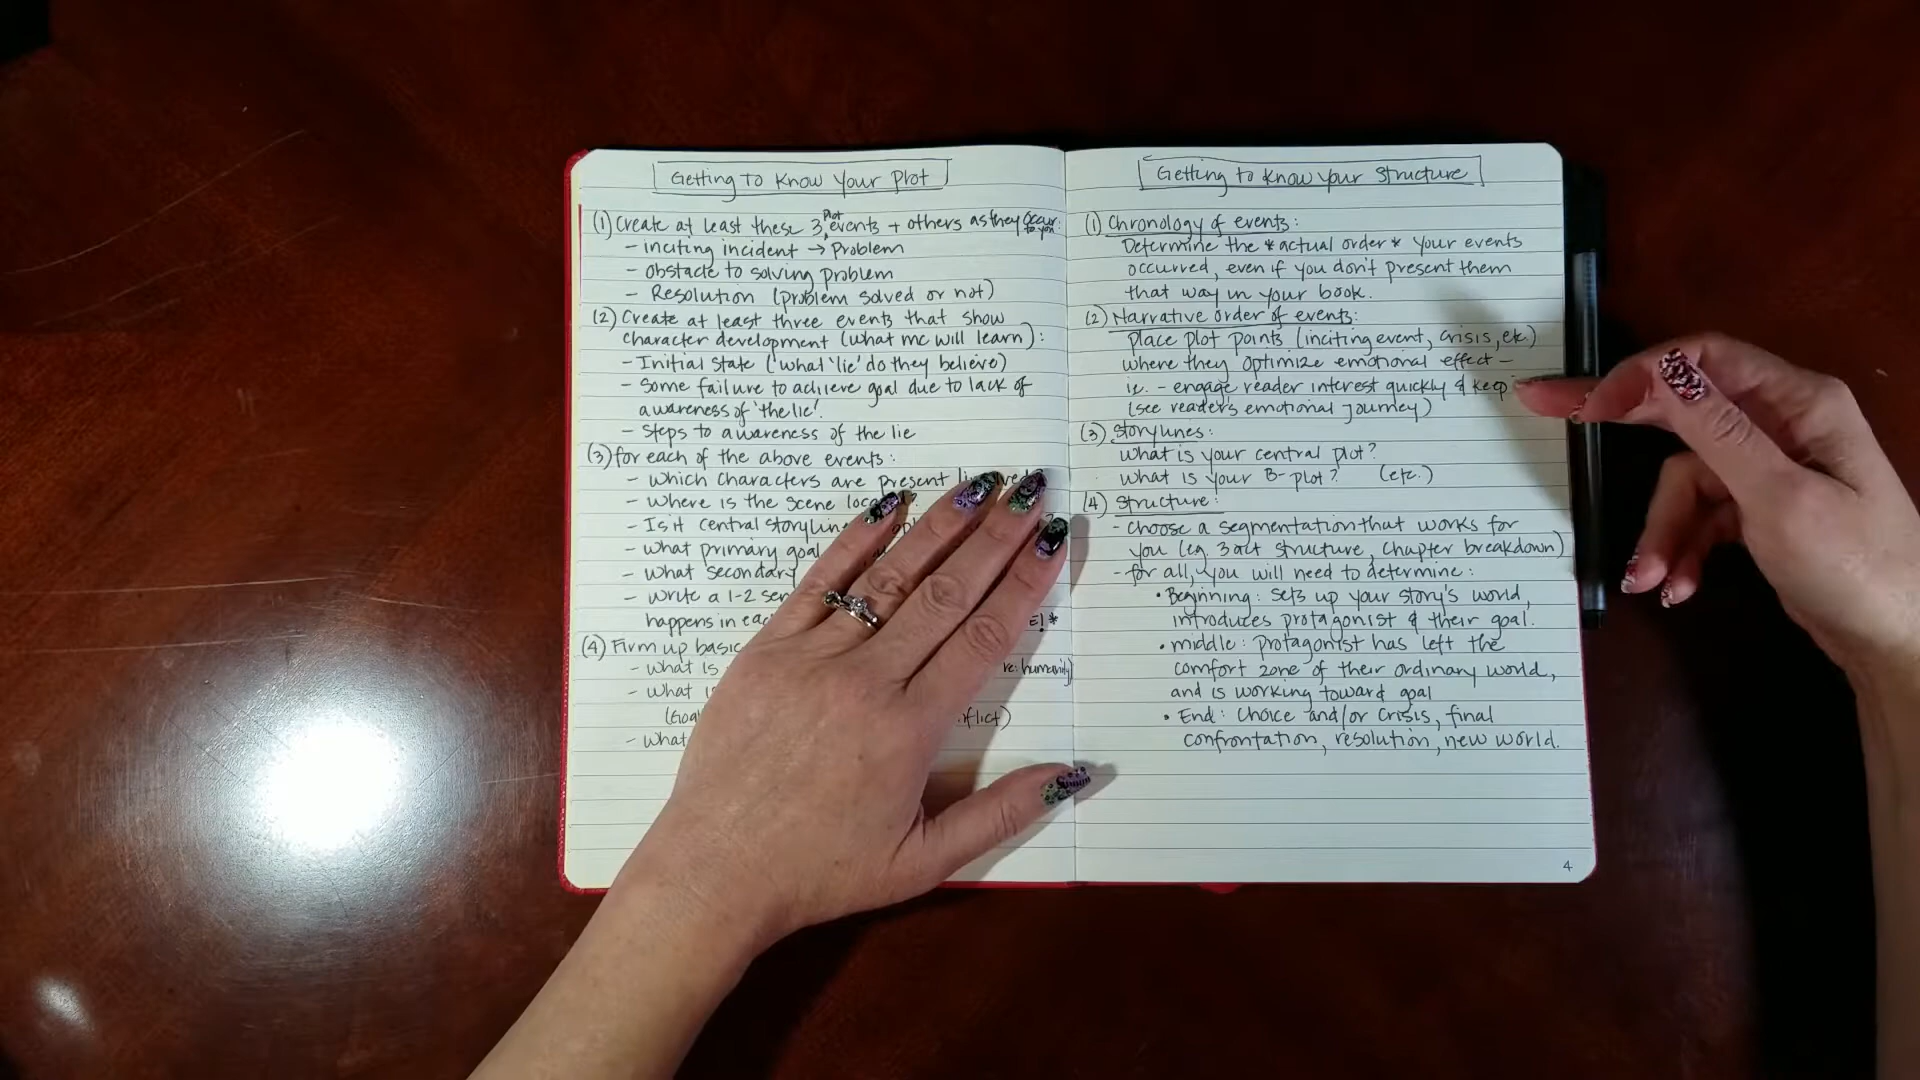 Getting to Know Your Plot
(1) Create at least these 3 Plot events + others as they occur to you:
- inciting incident → Problem
- Obstacle to solving problem
- Resolution (problem solved or not)
(2) Create at least three events that show
character development (what mc will learn):
- Initial State (what 'lie' do they believe)
- Some failure to achieve goal due to lack of
awareness of 'the lie'.
- Steps to awareness of the lie
(3) for each of the above events:
- which characters are present
- where is the scene
- Is it central storyline
- what primary goal
- what secondary
- write a 1-2
happens in
(4) Firm up basic
- what is re: humanity)
- what
- what
Getting to know your Structure
(1) Chronology of events:
Determine the *actual order* your events
occurred, even if you don't present them
that way in your book.
(2) Narrative order of events:
place plot points (inciting event, crisis, etc.)
where they optimize emotional effect –
ie. - engage reader interest quickly & keep
(see reader's emotional journey)
(3) Storylines:
what is your central plot?
what is your B-plot? (etc.)
(4) Structure:
- choose a segmentation that works for
you (eg. 3 act structure, chapter breakdown)
- for all, you will need to determine:
• Beginning: sets up your story's world,
introduces protagonist & their goal.
• middle: protagonist has left the
comfort zone of their ordinary world,
and is working toward goal
• End: choice and/or crisis, final
confrontation, resolution, new world.
4